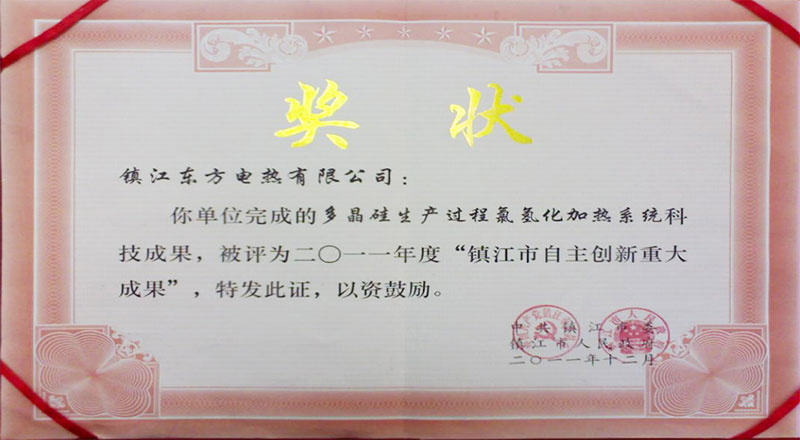 奖状
镇江东方电热有限公司：
你单位完成的多晶硅生产过程氯氢化加热系统科
技成果，被评为二〇一一年度“镇江市自主创新重大
成果”，特发此证，以资鼓励。
中共镇江市委
镇江市人民政府
二〇一一年十二月